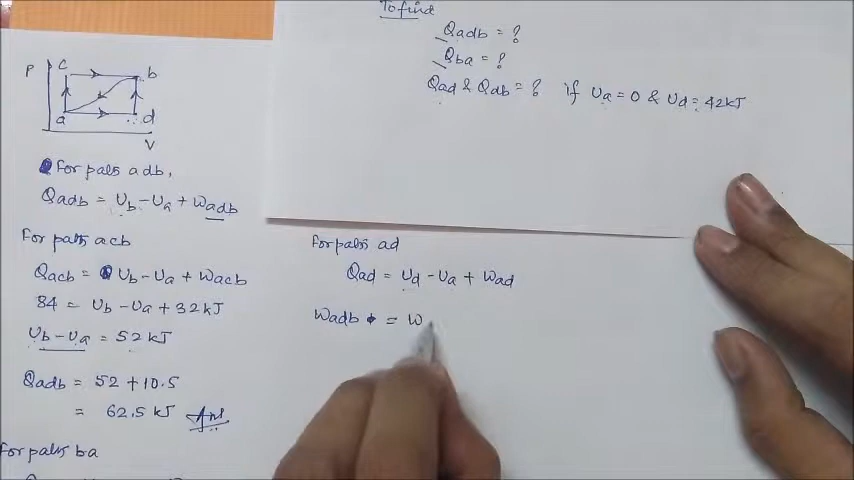 To find
Qadb = ?
Qba = ?
Qad & Qdb = ? if Ua = 0 & Ud = 42kJ
P
c
b
a
d
V
For path adb,
Qadb = Ub - Ua + Wadb
For path acb
Qacb = Ub - Ua + Wacb
84 = Ub - Ua + 32 kJ
Ub - Ua = 52 kJ
Qadb = 52 + 10.5
= 62.5 kJ Ans
For path ba
For path ad
Qad = Ud - Ua + Wad
Wadb = W